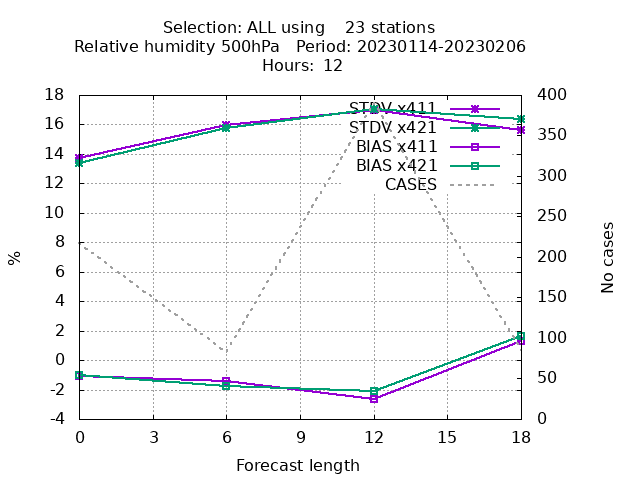 Selection: ALL using    23 stations
Relative humidity 500hPa   Period: 20230114-20230206
Hours:  12
18 400
STDV x411
16 350
STDV x421
14 BIAS x411
300
BIAS x421
12 CASES
10 250
8 200
6
4 150
2 100
0
50
-2
-4 0
%
No cases
0 3 6 9 12 15 18
Forecast length